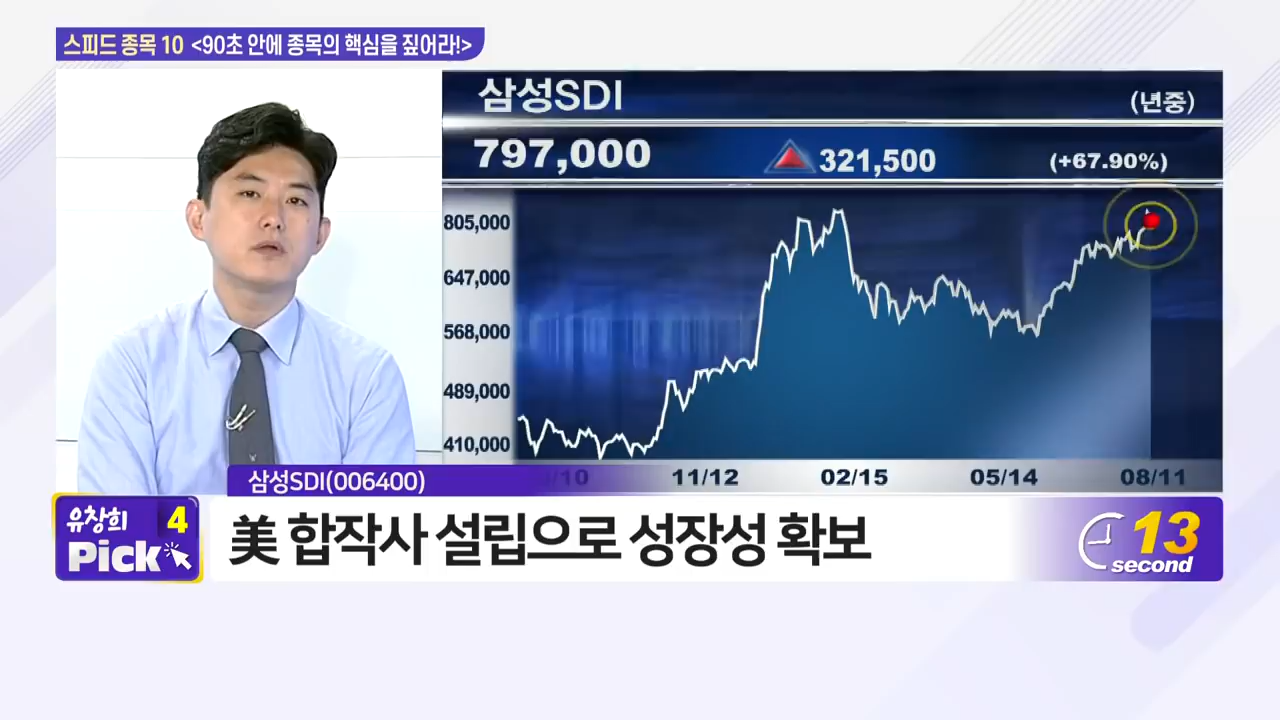 스피드 종목 10 <90초 안에 종목의 핵심을 짚어라!>
삼성SDI
(년중)
797,000
321,500
(+67.90%)
805,000
647,000
568,000
489,000
410,000
/10
11/12
02/15
05/14
08/11
삼성SDI(006400)
유창희
4
Pick
美 합작사 설립으로 성장성 확보
13
second